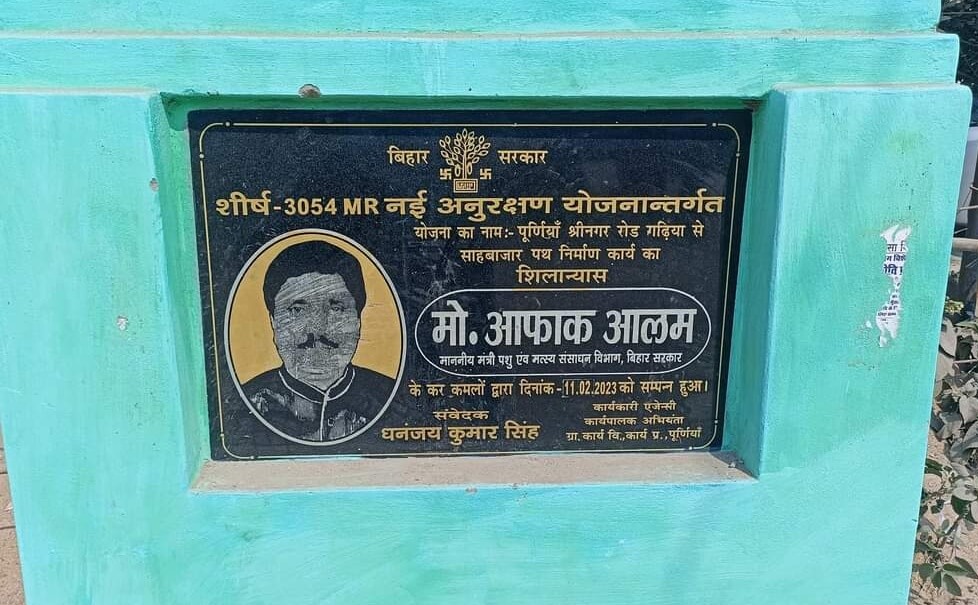 बिहार सरकार
शीर्ष-3054 MR नई अनुरक्षण योजनान्तर्गत
योजना का नाम:- पूर्णियाँ श्रीनगर रोड गढ़िया से
साहबाजार पथ निर्माण कार्य का
शिलान्यास
मो. आफाक आलम
माननीय मंत्री पशु एंव मत्स्य संसाधन विभाग, बिहार सरकार
के कर कमलों द्वारा दिनांक-11.02.2023 को सम्पन्न हुआ।
संवेदक
धनंजय कुमार सिंह
कार्यकारी एजेन्सी
कार्यपालक अभियंता
ग्रा. कार्य वि.,कार्य प्र., पूर्णियाँ